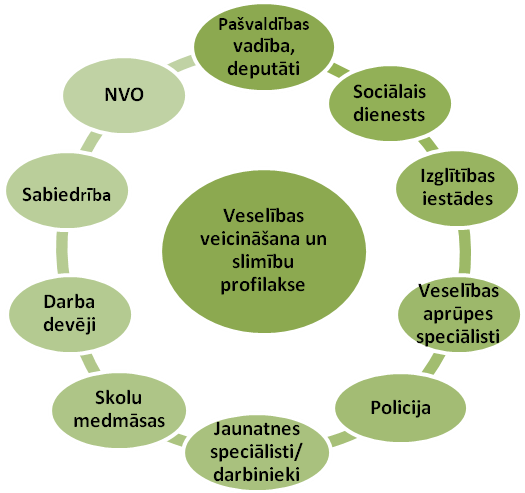 Pašvaldības
vadība,
deputāti
Sociālais
dienests
Izglītības
iestādes
Veselības
aprūpes
speciālisti
Policija
Jaunatnes
speciālisti/
darbinieki
Skolu
medmāsas
Darba
devēji
Sabiedrība
NVO
Veselības
veicināšana un
slimību
profilakse